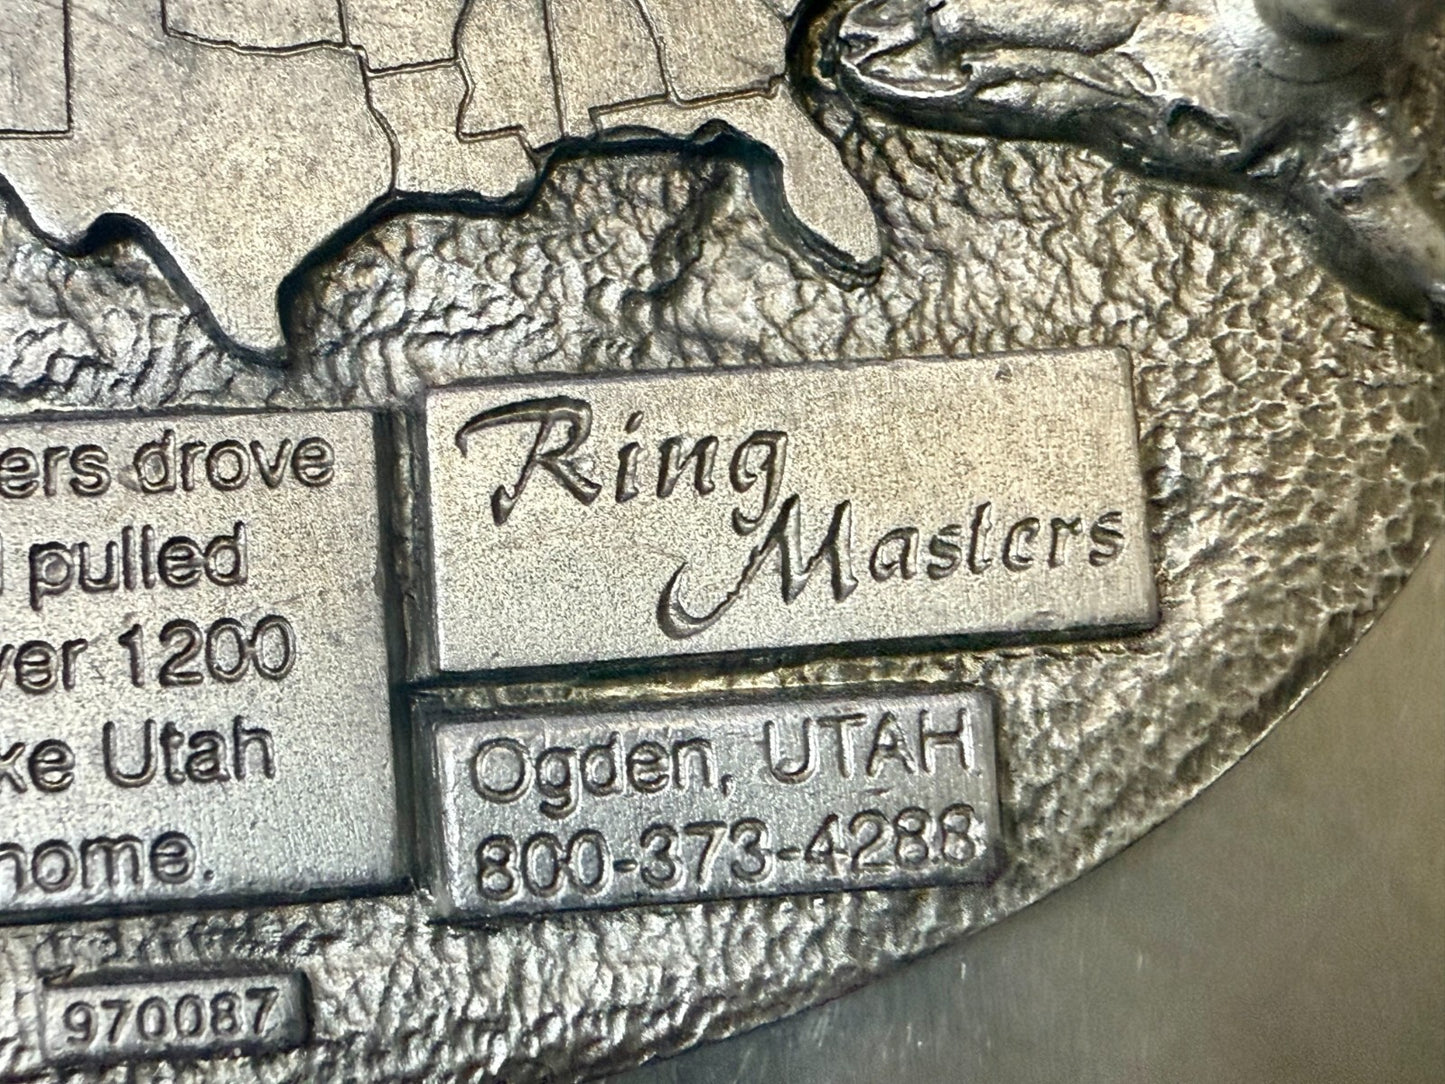 ers drove
pulled
ver 1200
ke Utah
home.
Ring
Masters
Ogden, UTAH
800-373-4288
970087